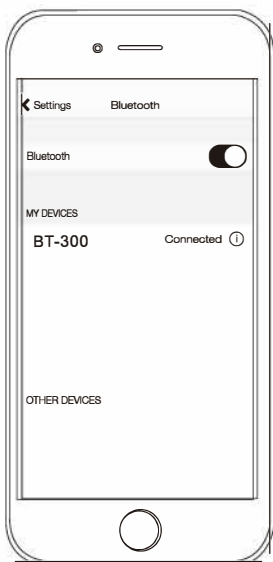 Settings Bluetooth
Bluetooth
MY DEVICES
BT-300 Connected
OTHER DEVICES